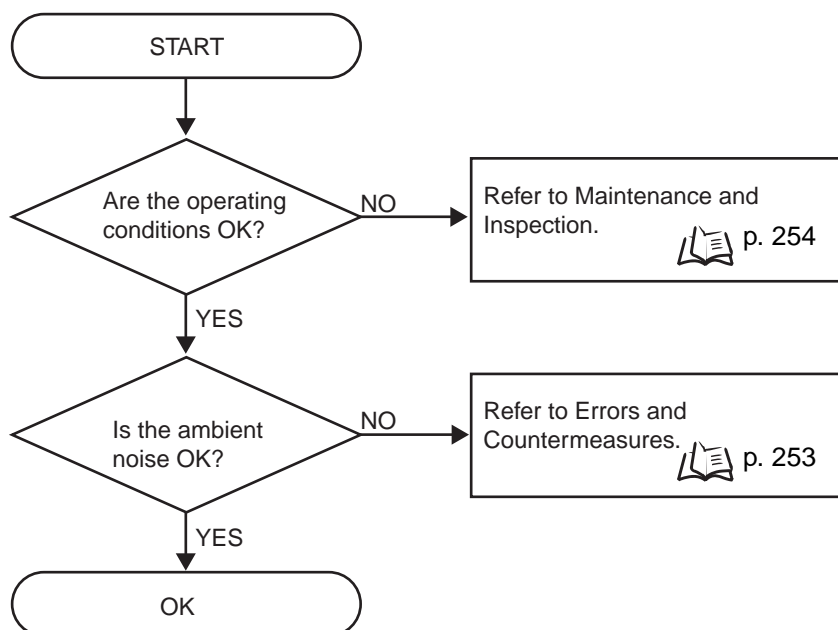 START
Are the operating
conditions OK?
NO
Refer to Maintenance and
Inspection.
p. 254
YES
Is the ambient
noise OK?
NO
Refer to Errors and
Countermeasures.
p. 253
YES
OK